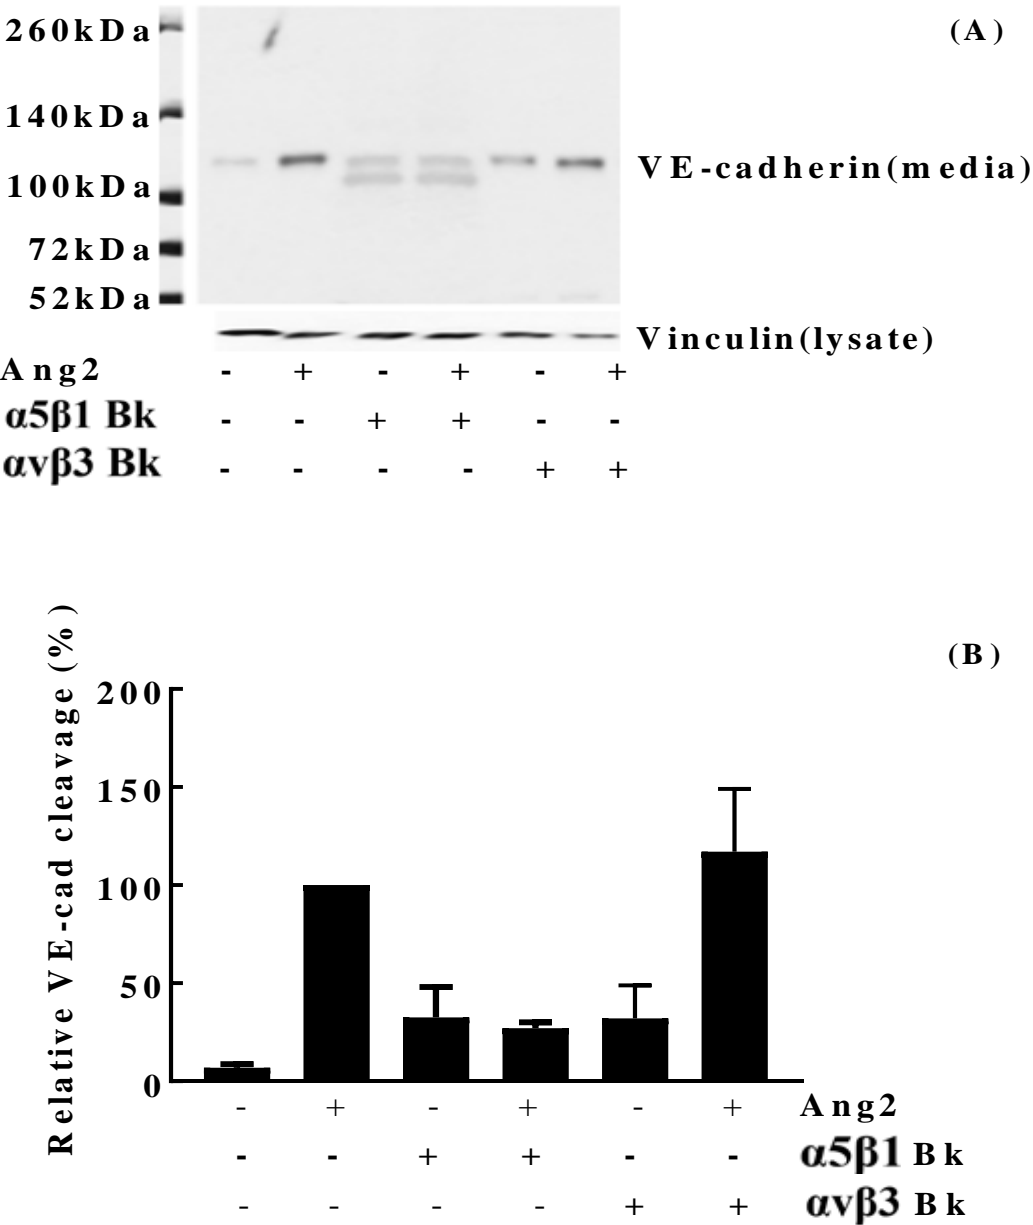 260kDa (A)
140kDa
VE-cadherin(media)
100kDa
72kDa
52kDa
Vinculin(lysate)
Ang2 - + - + - +
α5β1 Bk - - + + - -
αvβ3 Bk - - - - + +
(B)
Relative VE-cad cleavage (%)
200
150
100
50
0
- + - + - + Ang2
- - + + - - α5β1 Bk
- - - - + + αvβ3 Bk